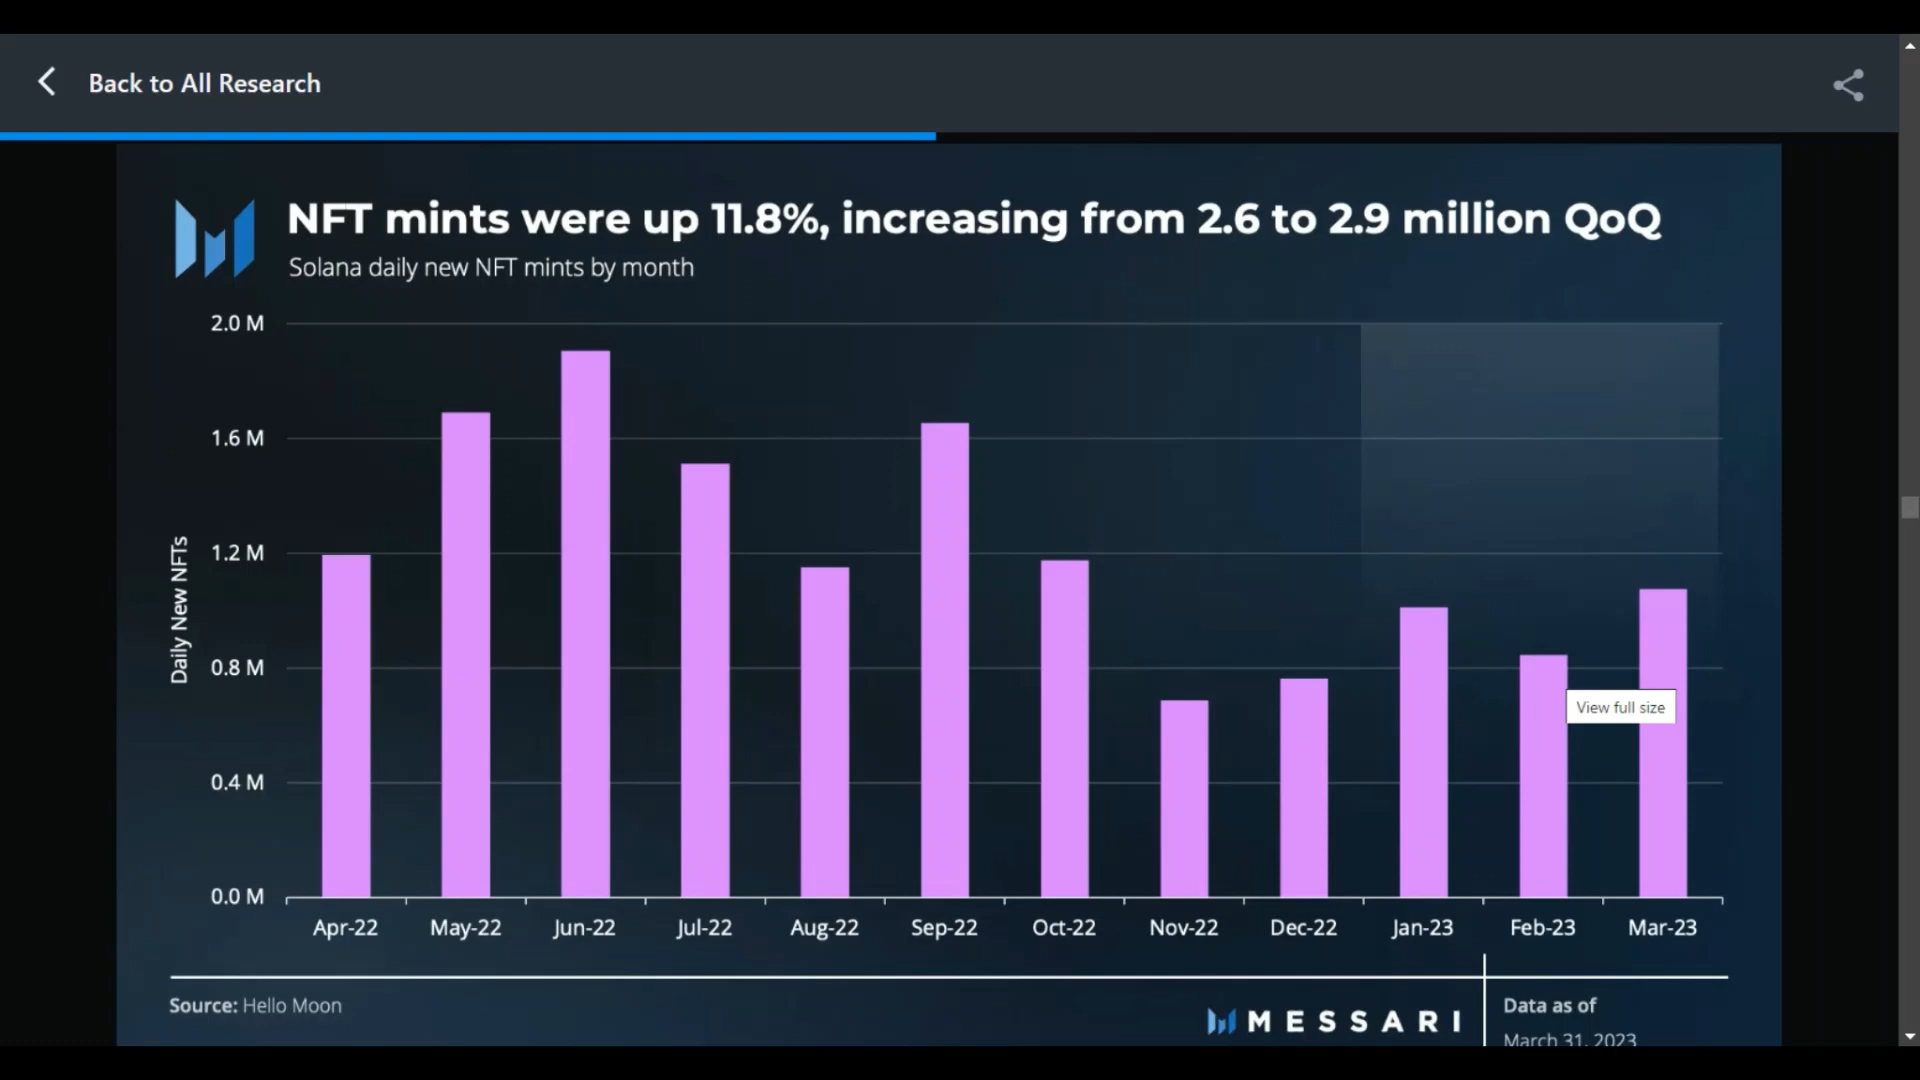 Back to All Research
NFT mints were up 11.8%, increasing from 2.6 to 2.9 million QoQ
Solana daily new NFT mints by month
2.0 M
1.6 M
1.2 M
0.8 M
0.4 M
0.0 M
Daily New NFTs
View full size
Apr-22 May-22 Jun-22 Jul-22 Aug-22 Sep-22 Oct-22 Nov-22 Dec-22 Jan-23 Feb-23 Mar-23
Source: Hello Moon
MESSARI
Data as of
March 31, 2023